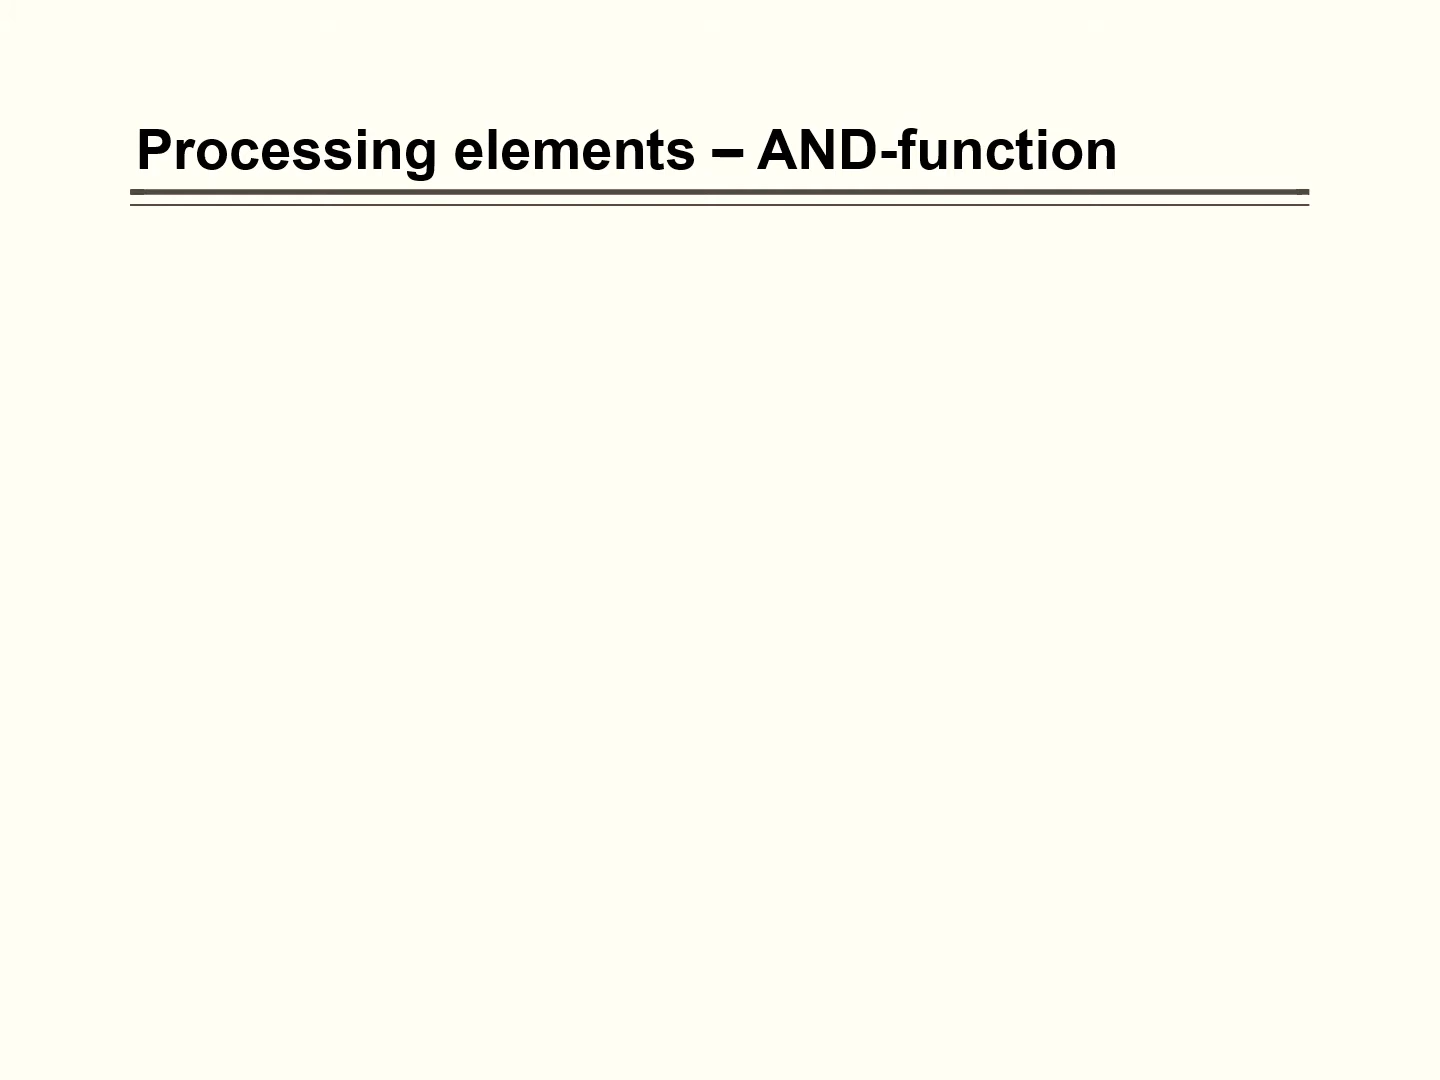 Processing elements – AND-function